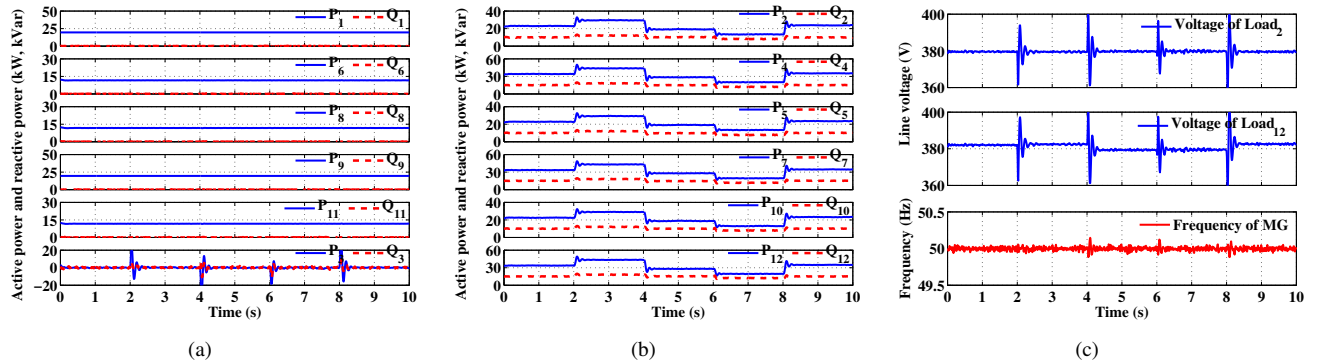 Active power and reactive power (kW, kVar)
50
25
0
P1 Q1
30
15
0
P6 Q6
30
15
0
P8 Q8
50
25
0
P9 Q9
30
15
0
P11 Q11
20
0
−20
P3 Q3
0 1 2 3 4 5 6 7 8 9 10
Time (s)
(a)
Active power and reactive power (kW, kVar)
40
20
0
P2 Q2
60
30
0
P4 Q4
40
20
0
P5 Q5
60
30
0
P7 Q7
40
20
0
P10 Q10
60
30
0
P12 Q12
0 1 2 3 4 5 6 7 8 9 10
Time (s)
(b)
Line voltage (V)
400
380
360
Voltage of Load2
400
380
360
Voltage of Load12
Frequency (Hz)
50.5
50
49.5
Frequency of MG
0 1 2 3 4 5 6 7 8 9 10
Time (s)
(c)